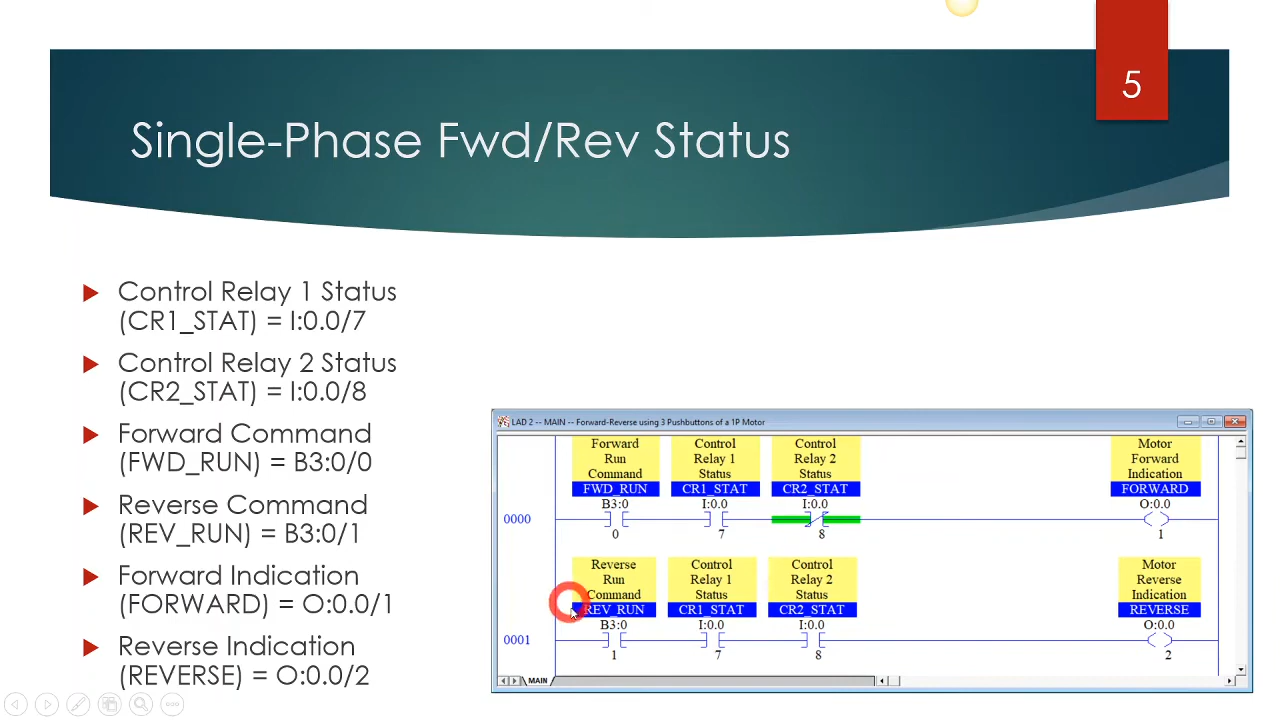 5
Single-Phase Fwd/Rev Status
Control Relay 1 Status
(CR1_STAT) = I:0.0/7
Control Relay 2 Status
(CR2_STAT) = I:0.0/8
Forward Command
(FWD_RUN) = B3:0/0
Reverse Command
(REV_RUN) = B3:0/1
Forward Indication
(FORWARD) = O:0.0/1
Reverse Indication
(REVERSE) = O:0.0/2
LAD 2 -- MAIN -- Forward-Reverse using 3 Pushbuttons of a 1P Motor
Forward Control Control Motor
Run Relay 1 Relay 2 Forward
Command Status Status Indication
FWD_RUN CR1_STAT CR2_STAT FORWARD
B3:0 I:0.0 I:0.0 O:0.0
0000
0 7 8 1
Reverse Control Control Motor
Run Relay 1 Relay 2 Reverse
Command Status Status Indication
REV_RUN CR1_STAT CR2_STAT REVERSE
B3:0 I:0.0 I:0.0 O:0.0
0001
1 7 8 2
MAIN